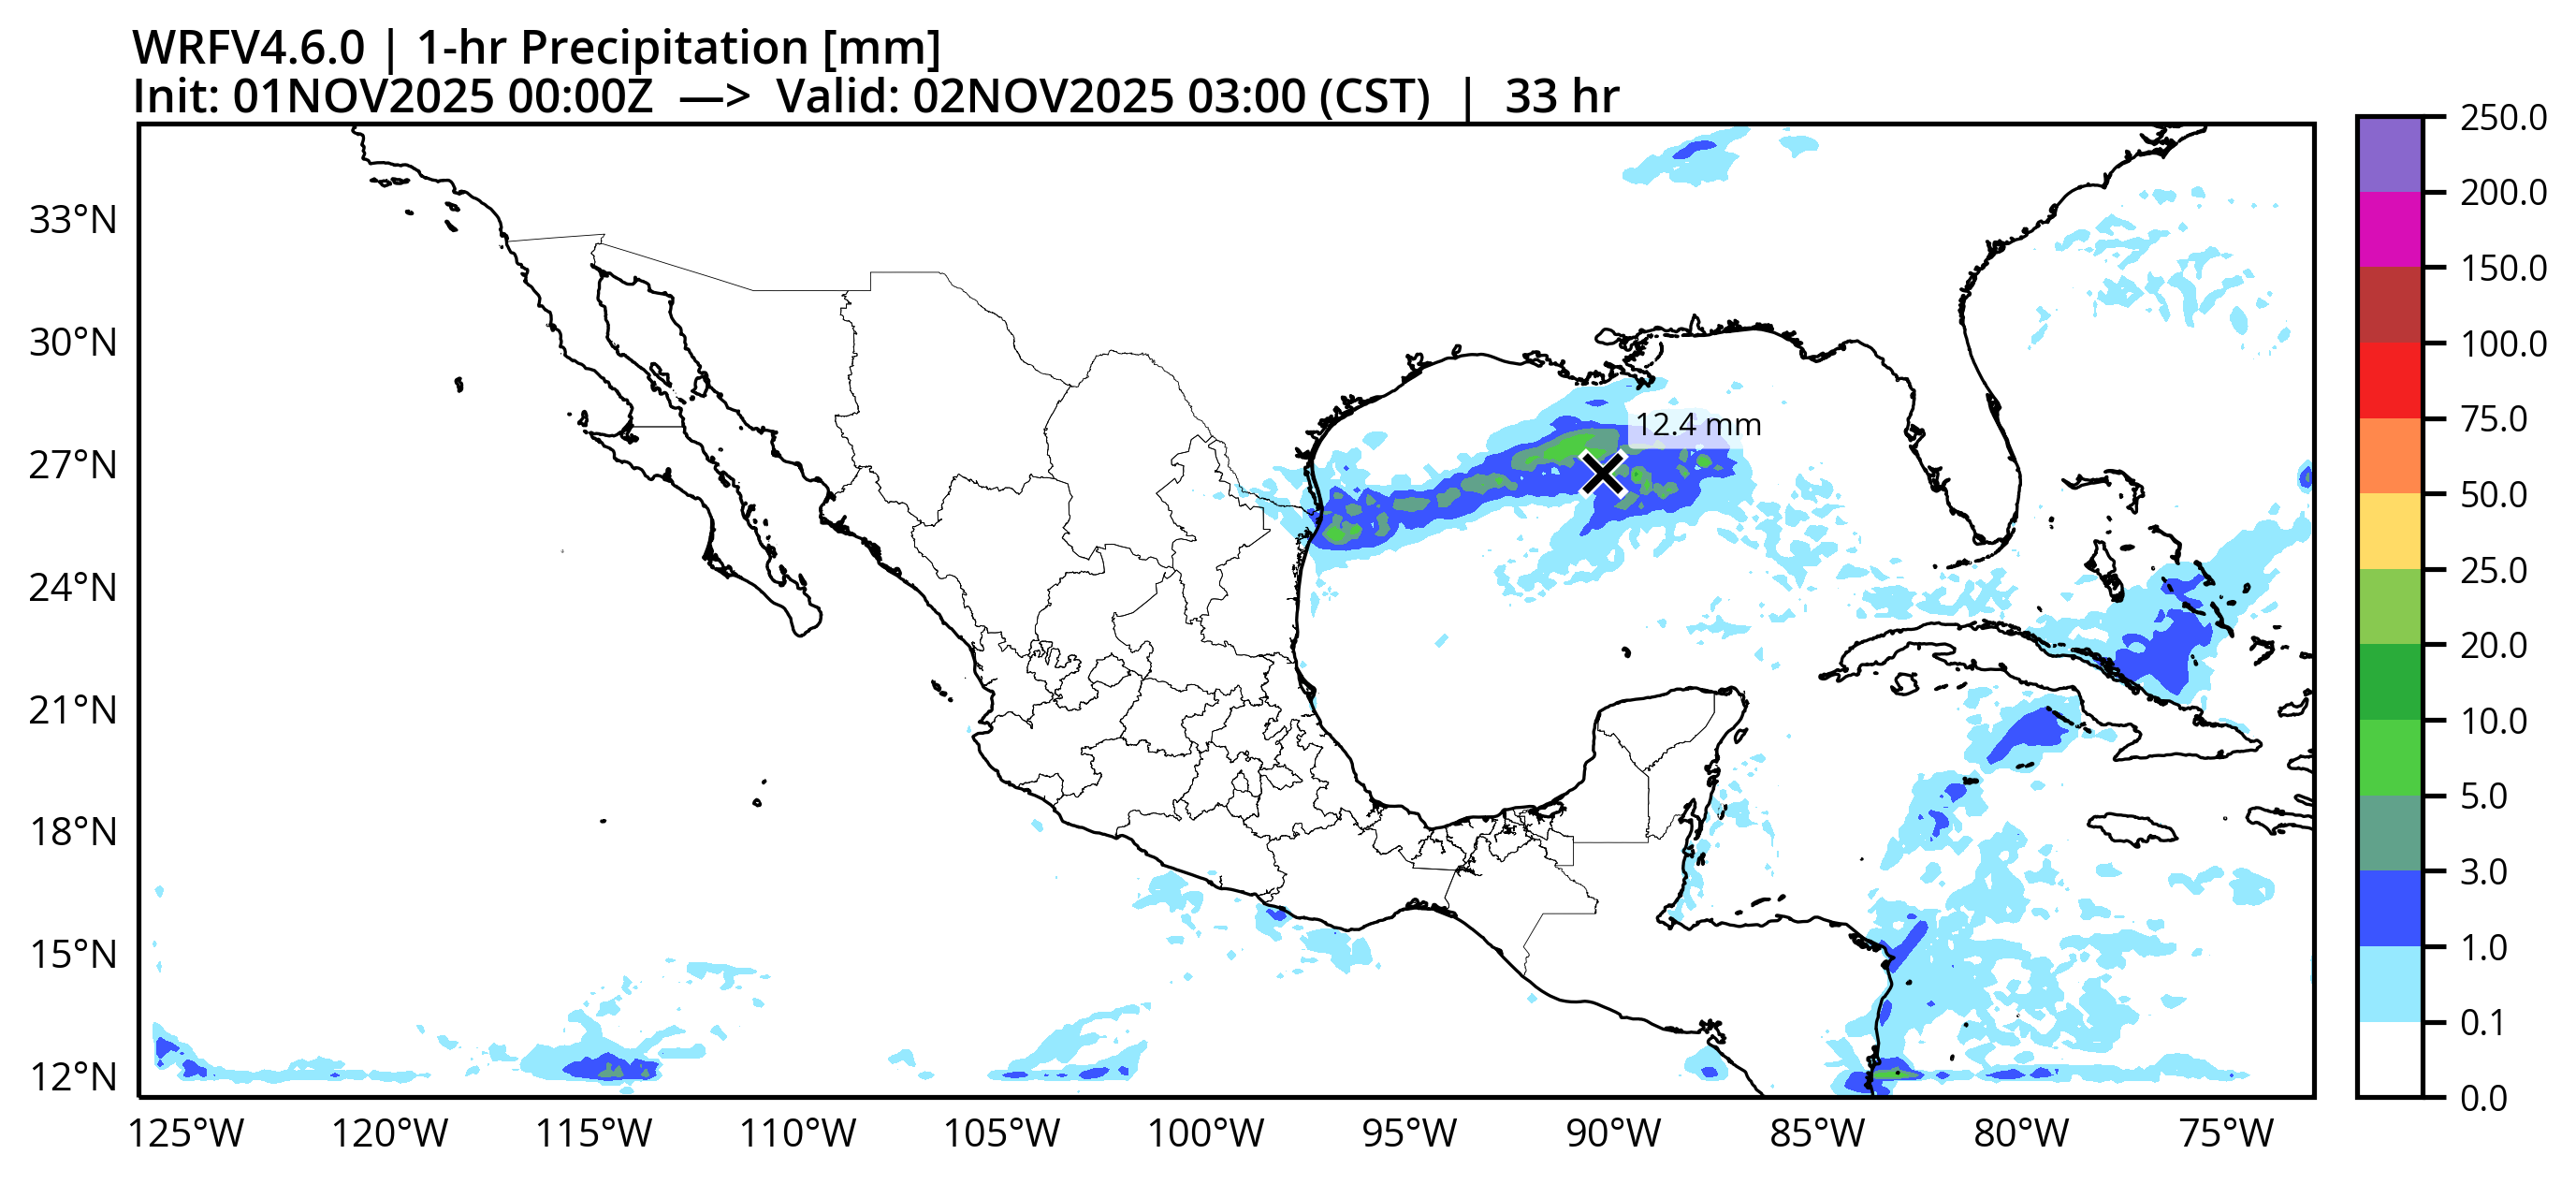 WRFV4.6.0 | 1-hr Precipitation [mm]
Init: 01NOV2025 00:00Z —> Valid: 02NOV2025 03:00 (CST) | 33 hr
33°N
30°N
27°N
24°N
21°N
18°N
15°N
12°N
12.4 mm
125°W 120°W 115°W 110°W 105°W 100°W 95°W 90°W 85°W 80°W 75°W
250.0
200.0
150.0
100.0
75.0
50.0
25.0
20.0
10.0
5.0
3.0
1.0
0.1
0.0